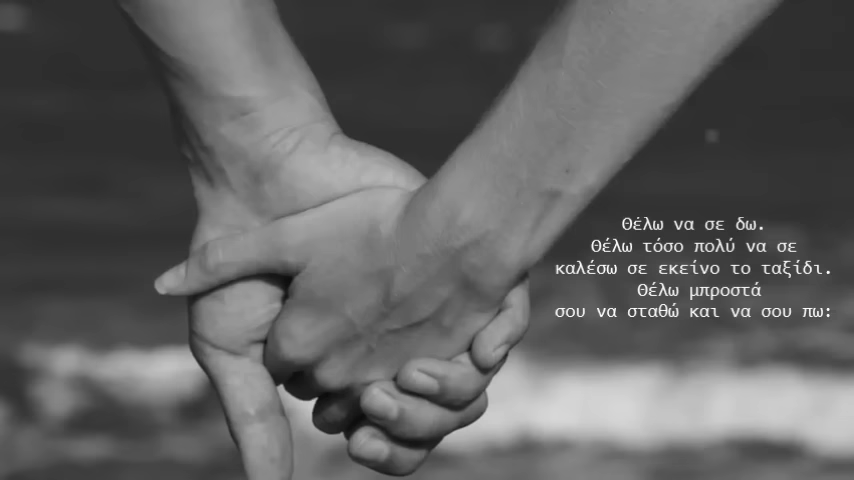 Θέλω να σε δω.
Θέλω τόσο πολύ να σε
καλέσω σε εκείνο το ταξίδι.
Θέλω μπροστά
σου να σταθώ και να σου πω: